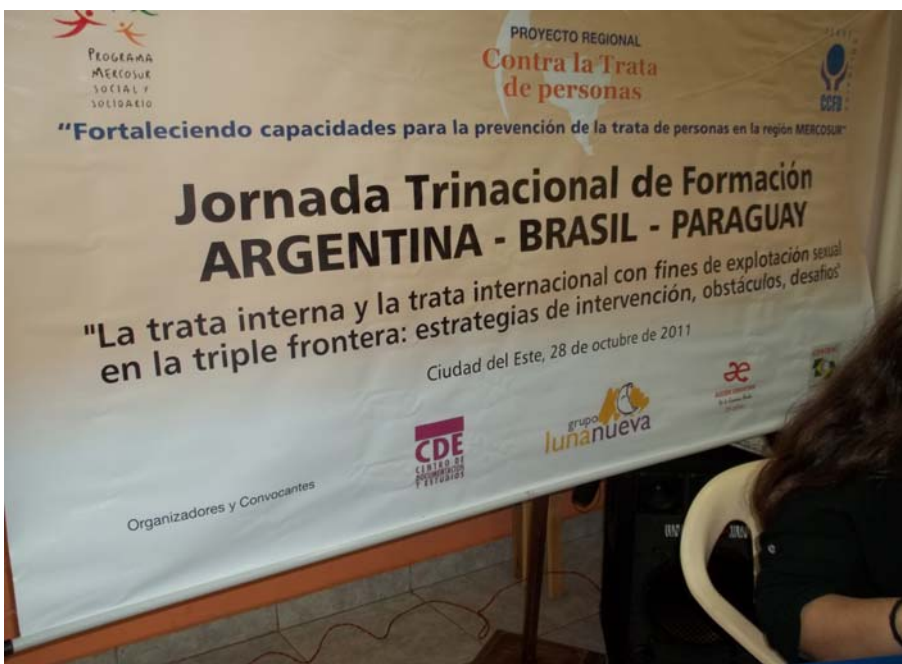 PROGRAMA
MERCOSUR
SOCIAL Y
SOLIDARIO
PROYECTO REGIONAL
Contra la Trata
de personas
CCFD
"Fortaleciendo capacidades para la prevención de la trata de personas en la región MERCOSUR"
Jornada Trinacional de Formación
ARGENTINA - BRASIL - PARAGUAY
"La trata interna y la trata internacional con fines de explotación sexual
en la triple frontera: estrategias de intervención, obstáculos, desafios"
Ciudad del Este, 28 de octubre de 2011
Organizadores y Convocantes
CDE
CENTRO DE
DOCUMENTACIÓN
Y ESTUDIOS
grupo
lunanueva
ae